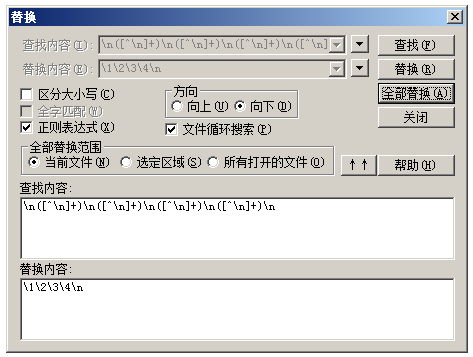 替换
查找内容(I): \n([^\n]+)\n([^\n]+)\n([^\n]+)\n([^\n]
查找(F)
替换内容(E): \1\2\3\4\n
替换(R)
区分大小写(C) 方向 全部替换(A)
全字匹配(W) 向上(U) 向下(D) 关闭
正则表达式(X) 文件循环搜索(P)
全部替换范围
当前文件(N) 选定区域(S) 所有打开的文件(O) ↑↑ 帮助(H)
查找内容:
\n([^\n]+)\n([^\n]+)\n([^\n]+)\n([^\n]+)\n
替换内容:
\1\2\3\4\n